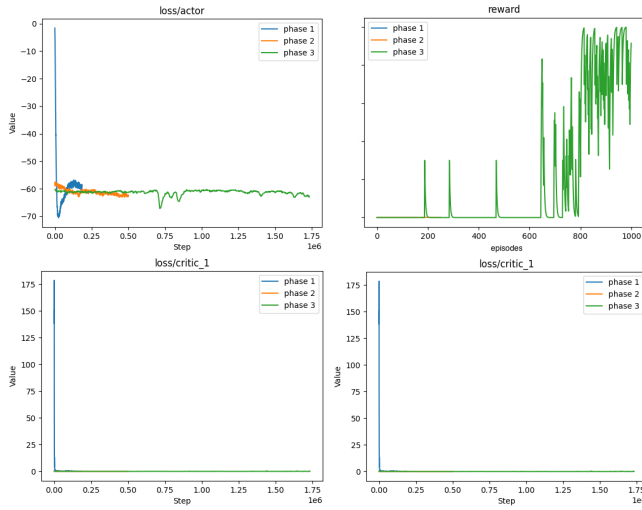 loss/actor
0
−10
−20
−30
−40
−50
−60
−70
Value
phase 1
phase 2
phase 3
0.00
0.25
0.50
0.75
1.00
1.25
1.50
1.75
Step
1e6
reward
phase 1
phase 2
phase 3
0
200
400
600
800
1000
episodes
loss/critic_1
175
150
125
100
75
50
25
0
Value
phase 1
phase 2
phase 3
0.00
0.25
0.50
0.75
1.00
1.25
1.50
1.75
Step
1e6
loss/critic_1
175
150
125
100
75
50
25
0
Value
phase 1
phase 2
phase 3
0.00
0.25
0.50
0.75
1.00
1.25
1.50
1.75
Step
1e6